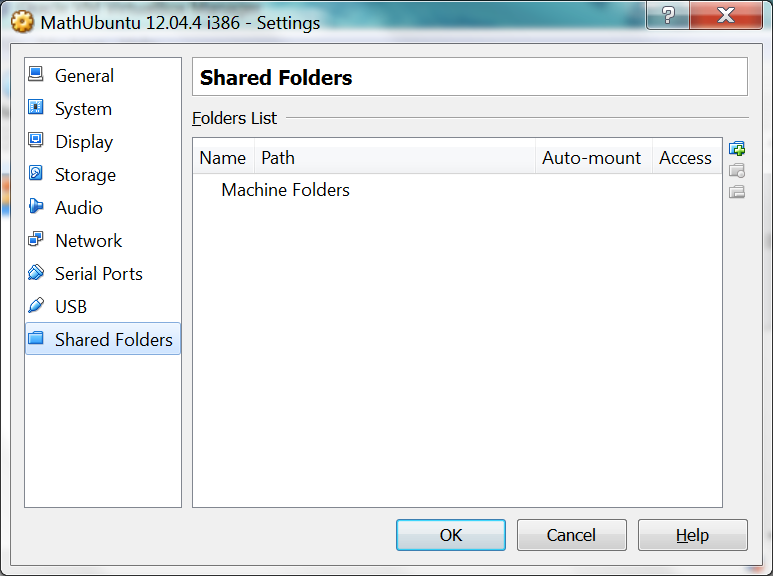 MathUbuntu 12.04.4 i386 - Settings
?
General
System
Display
Storage
Audio
Network
Serial Ports
USB
Shared Folders
Shared Folders
Folders List
Name Path Auto-mount Access
Machine Folders
OK Cancel Help